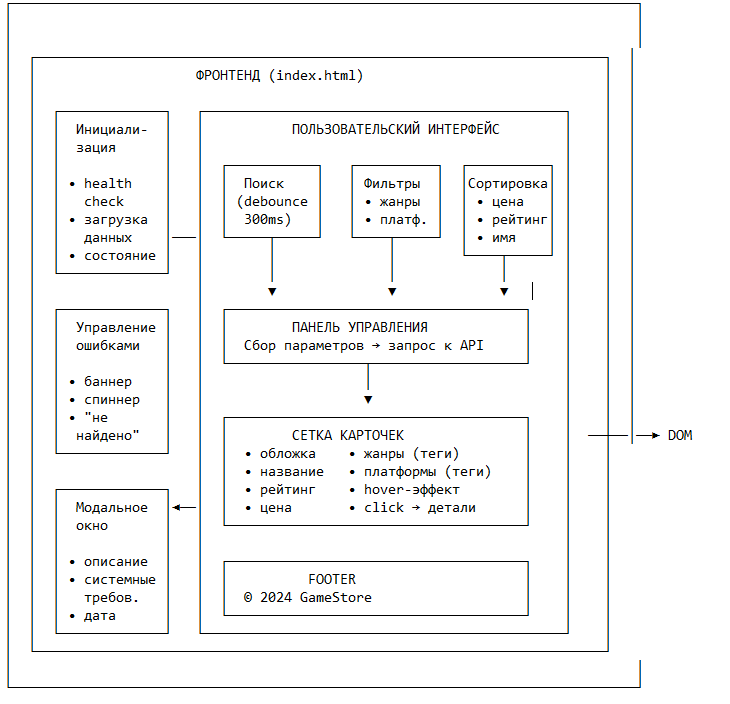 ФРОНТЕНД (index.html)
Инициали-
зация
• health
check
• загрузка
данных
• состояние
ПОЛЬЗОВАТЕЛЬСКИЙ ИНТЕРФЕЙС
Поиск
(debounce
300ms)
Фильтры
• жанры
• платф.
Сортировка
• цена
• рейтинг
• имя
Управление
ошибками
• баннер
• спиннер
• "не
найдено"
ПАНЕЛЬ УПРАВЛЕНИЯ
Сбор параметров → запрос к API
СЕТКА КАРТОЧЕК
• обложка • жанры (теги)
• название • платформы (теги)
• рейтинг • hover-эффект
• цена • click → детали
DOM
Модальное
окно
• описание
• системные
требов.
• дата
FOOTER
© 2024 GameStore